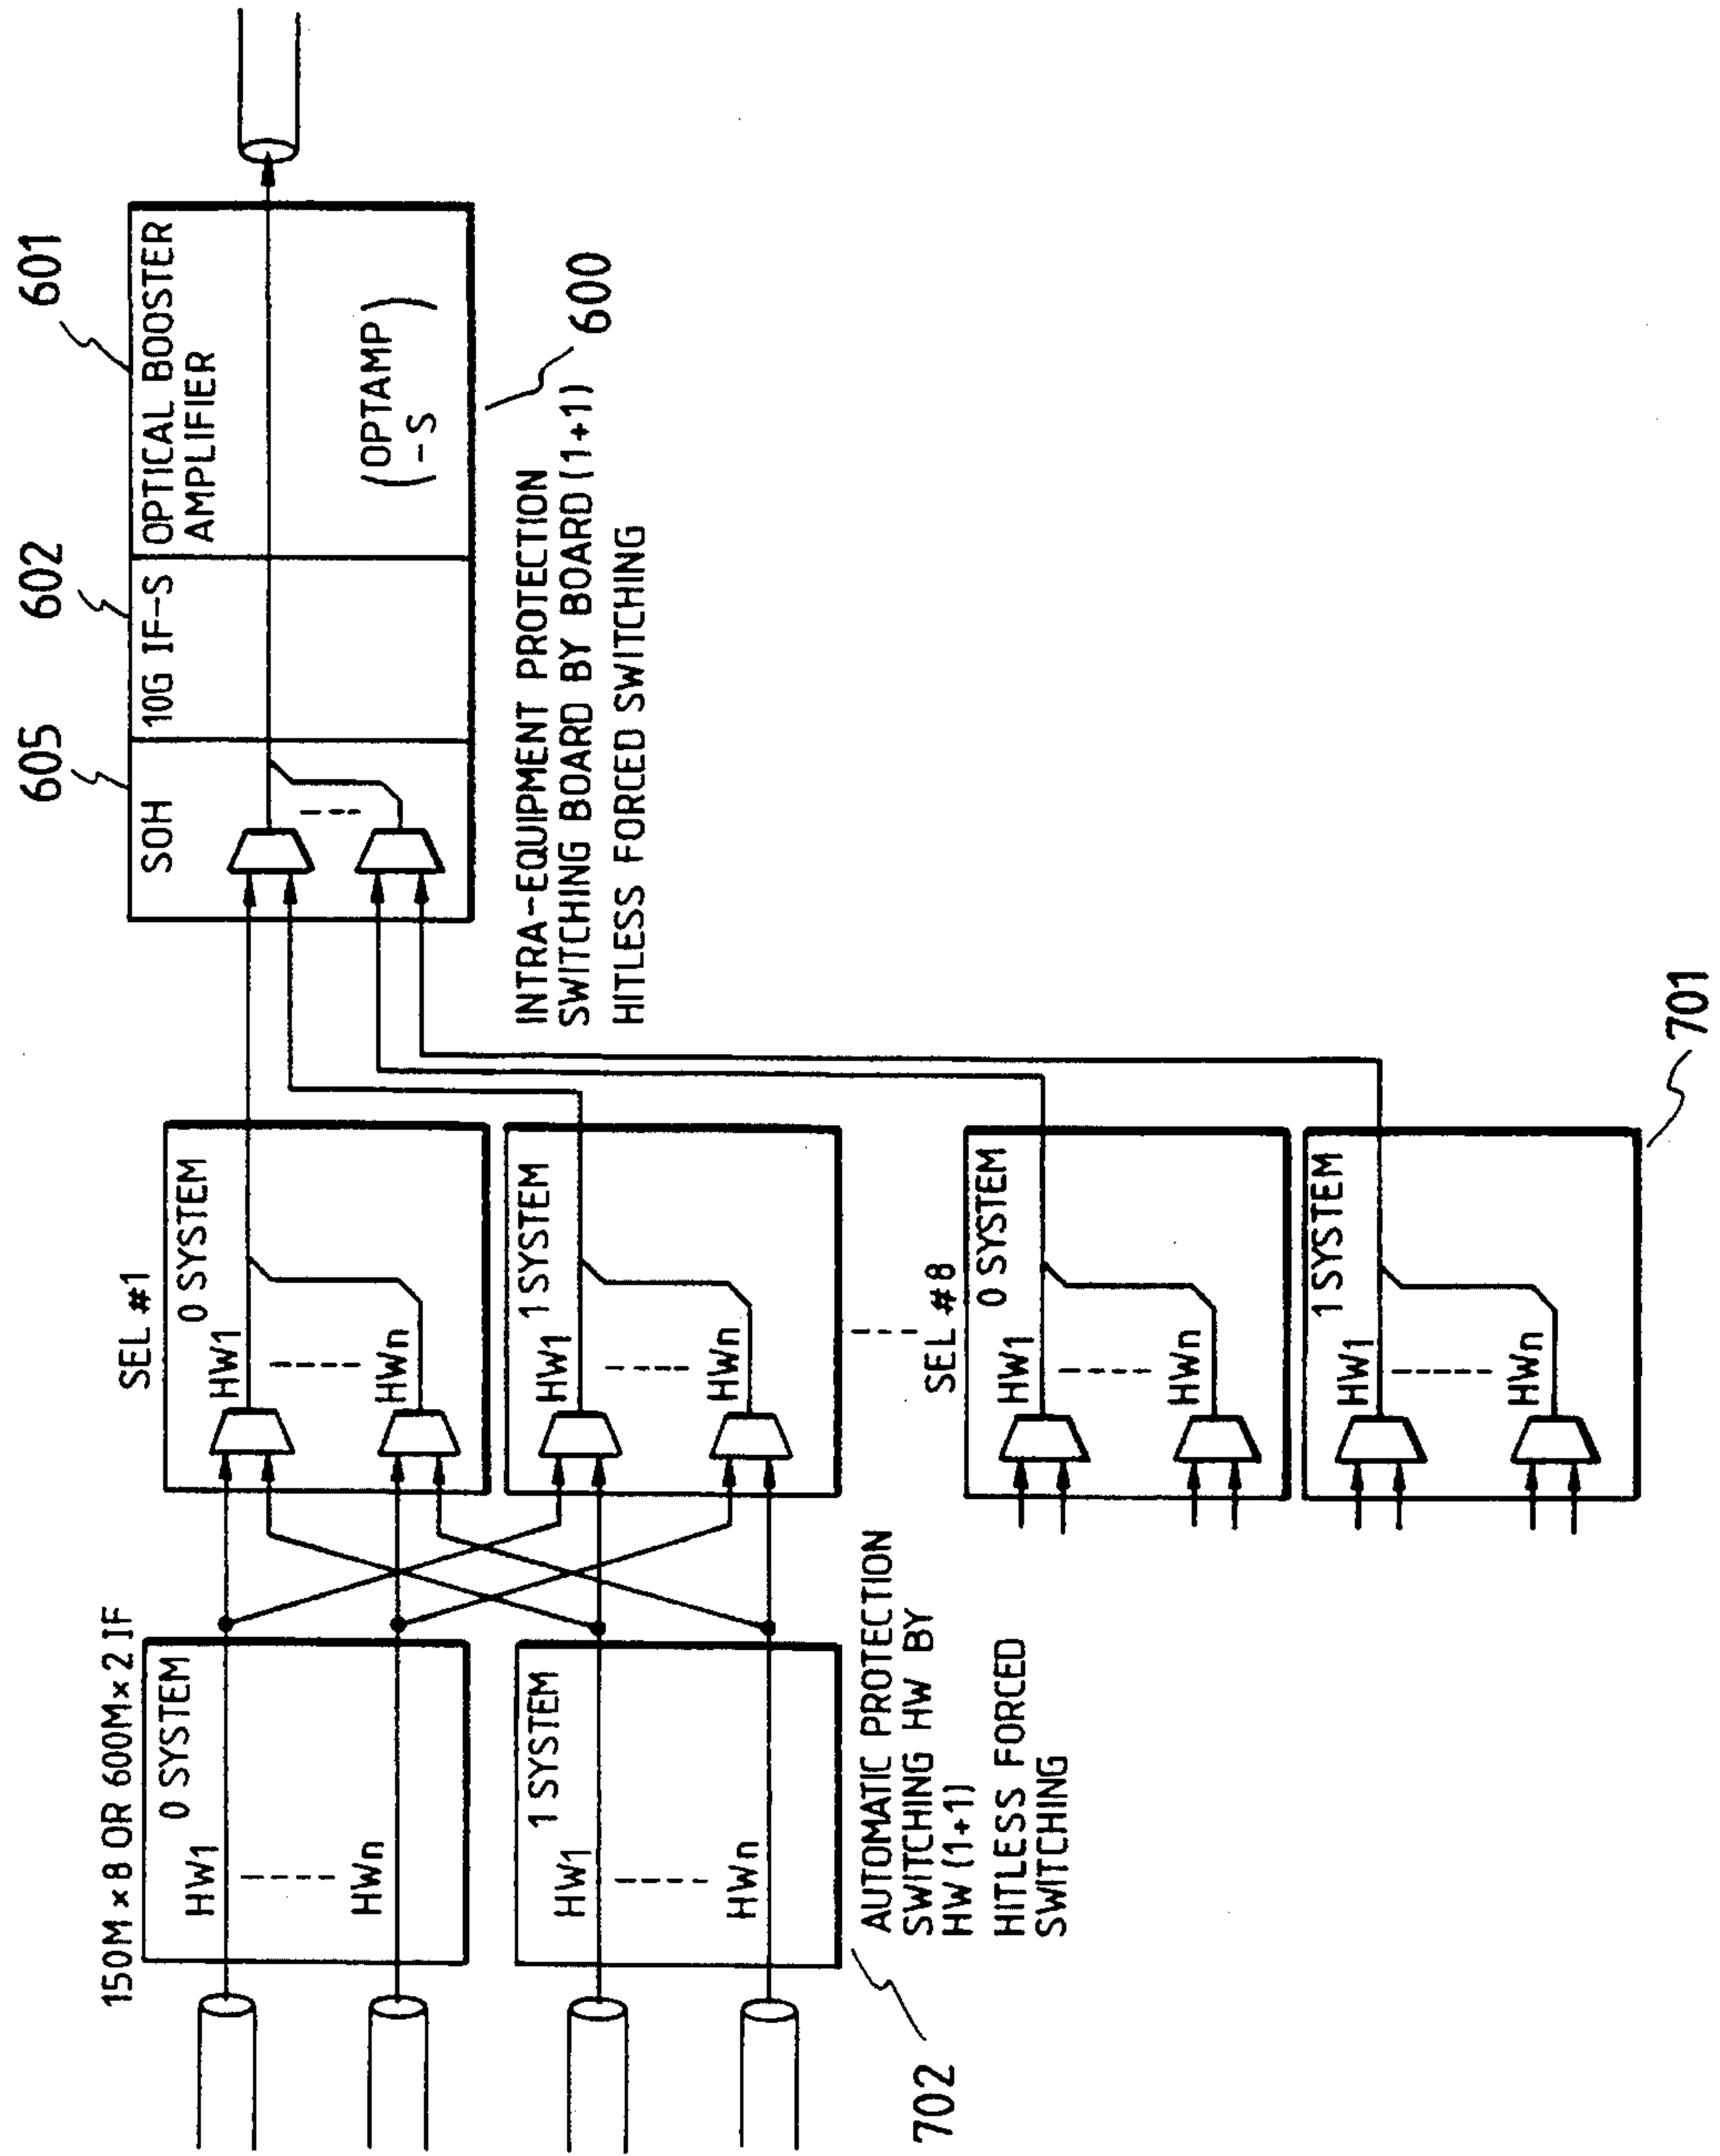 605
602
601
SOH
10G IF-S
OPTICAL BOOSTER
AMPLIFIER
(OPTAMP
-S)
600
INTRA-EQUIPMENT PROTECTION
SWITCHING BOARD BY BOARD (1+1)
HITLESS FORCED SWITCHING
150M × 8 OR 600M × 2 IF
0 SYSTEM
HW1
HWn
1 SYSTEM
HW1
HWn
702
AUTOMATIC PROTECTION
SWITCHING HW BY
HW (1+1)
HITLESS FORCED
SWITCHING
SEL #1
0 SYSTEM
HW1
HWn
1 SYSTEM
HW1
HWn
SEL #8
0 SYSTEM
HW1
HWn
1 SYSTEM
HW1
HWn
701